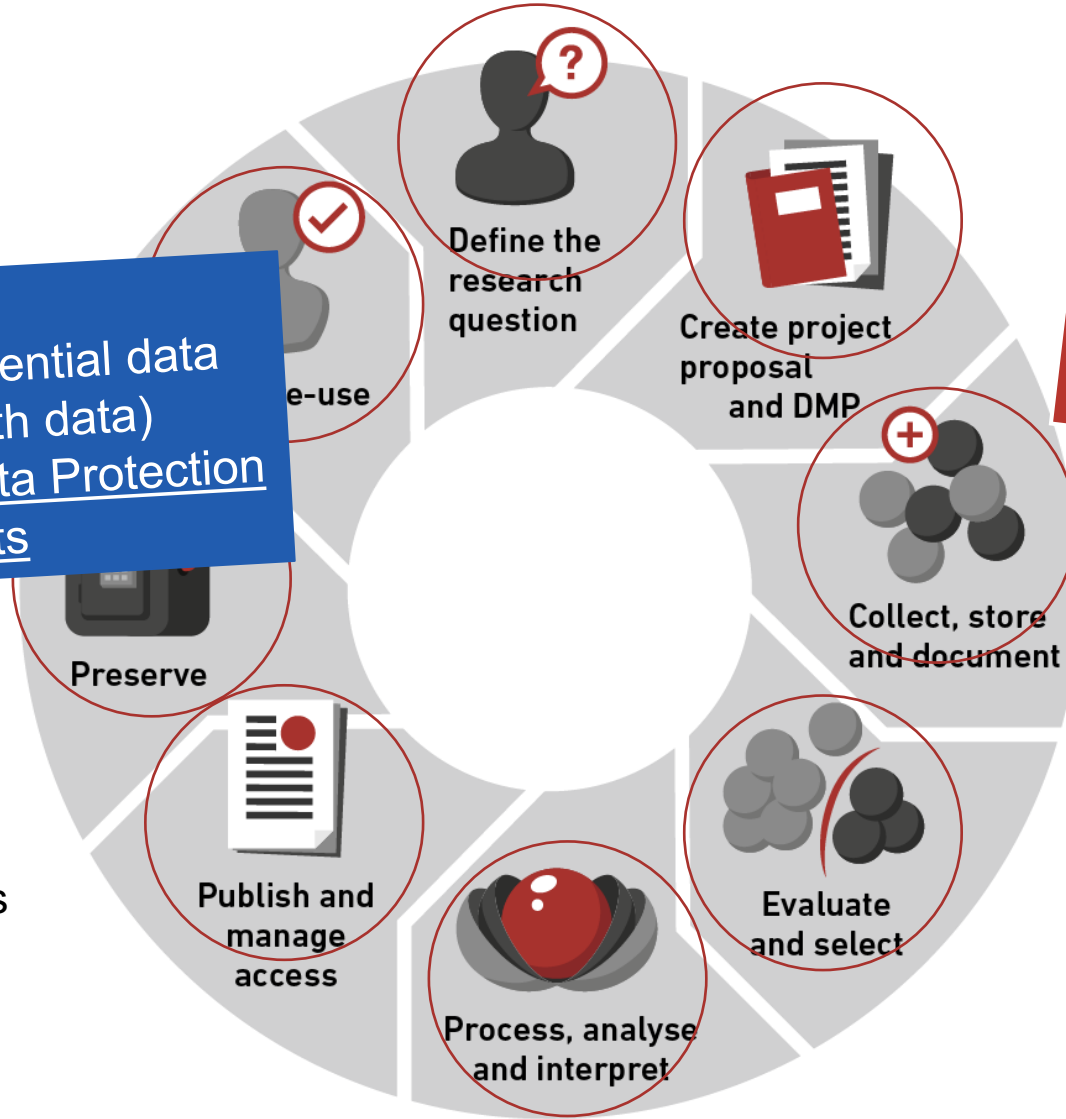 ?
Define the
research
question
Create project
proposal
and DMP
+
Collect, store
and document
Evaluate
and select
Process, analyse
and interpret
Publish and
manage
access
Preserve
e-use
ential data
th data)
ta Protection
ts
s